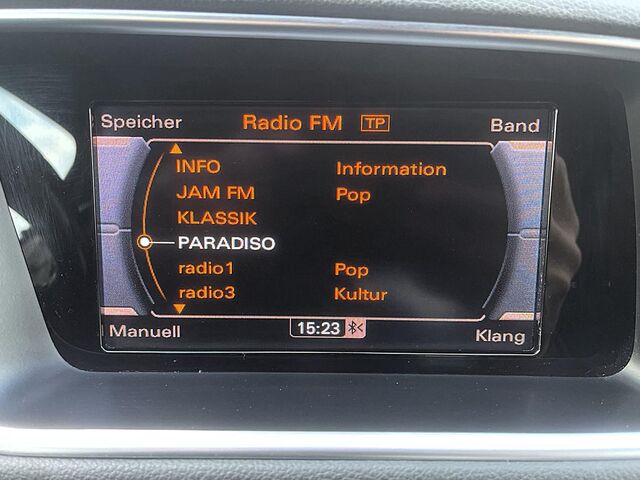 Speicher Radio FM TP Band
INFO Information
JAM FM Pop
KLASSIK
PARADISO
radio1 Pop
radio3 Kultur
Manuell 15:23 Klang